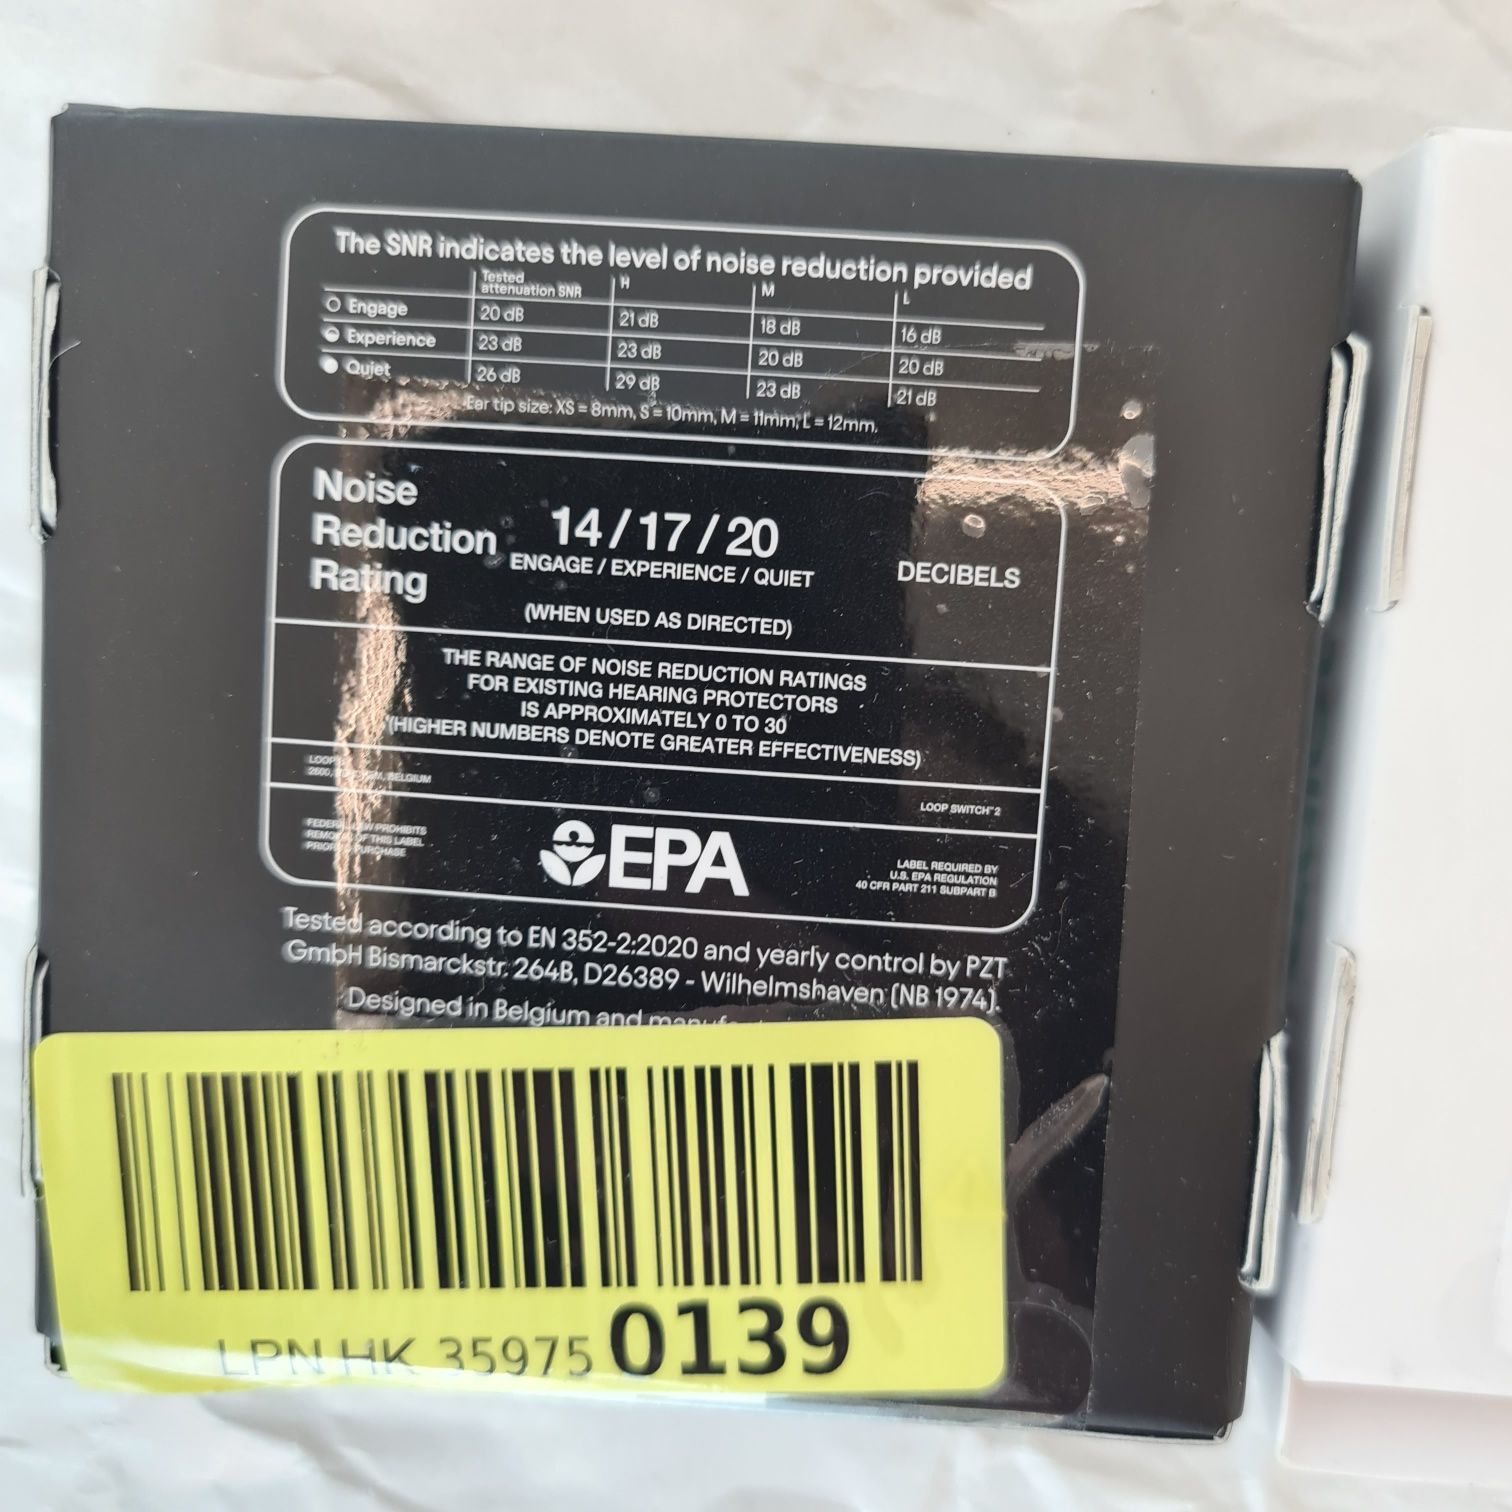 The SNR indicates the level of noise reduction provided
Tested attenuation SNR H M L
Engage 20 dB 21 dB 18 dB 16 dB
Experience 23 dB 23 dB 20 dB 20 dB
Quiet 26 dB 29 dB 23 dB 21 dB
Ear tip size: XS = 8mm, S = 10mm, M = 11mm, L = 12mm.
Noise
Reduction
Rating
14 / 17 / 20
ENGAGE / EXPERIENCE / QUIET
DECIBELS
(WHEN USED AS DIRECTED)
THE RANGE OF NOISE REDUCTION RATINGS
FOR EXISTING HEARING PROTECTORS
IS APPROXIMATELY 0 TO 30
(HIGHER NUMBERS DENOTE GREATER EFFECTIVENESS)
LOOP
2600, BELGIUM
LOOP SWITCH™ 2
FEDERAL LAW PROHIBITS
REMOVAL OF THIS LABEL
PRIOR TO PURCHASE
EPA
LABEL REQUIRED BY
U.S. EPA REGULATION
40 CFR PART 211 SUBPART B
Tested according to EN 352-2:2020 and yearly control by PZT
GmbH Bismarckstr. 264B, D26389 - Wilhelmshaven (NB 1974).
Designed in Belgium and
LPN HK 35975 0139